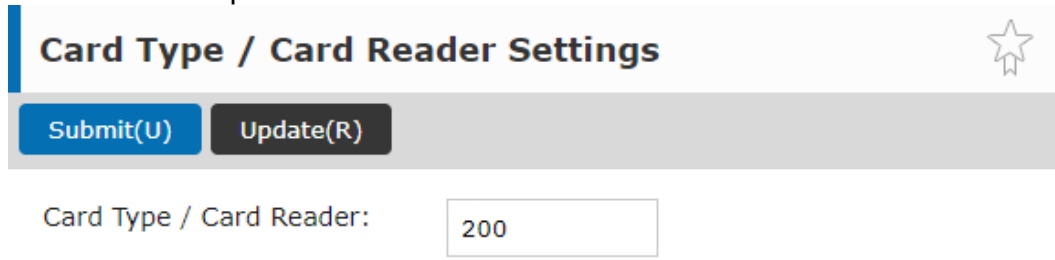 Card Type / Card Reader Settings
Submit(U) Update(R)
Card Type / Card Reader: 200